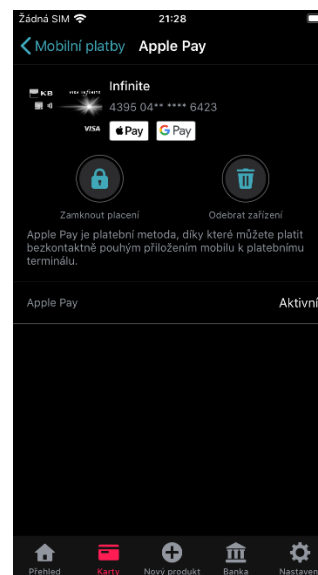 Žádná SIM 21:28
Mobilní platby Apple Pay
Infinite
KB
4395 04** **** 6423
VISA Pay G Pay
Zamknout placení Odebrat zařízení
Apple Pay je platební metoda, díky které můžete platit
bezkontaktně pouhým přiložením mobilu k platebnímu
terminálu.
Apple Pay Aktivní
Přehled Karty Nový produkt Banka Nastaven